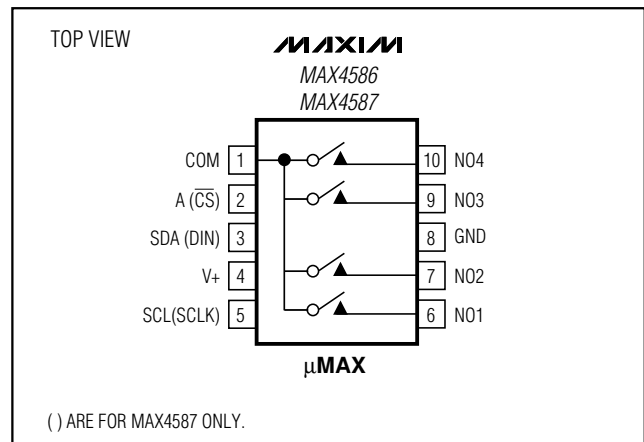 TOP VIEW
MAXIM
MAX4586
MAX4587
COM 1
10 NO4
A (C̅S̅) 2
9 NO3
SDA (DIN) 3
8 GND
V+ 4
7 NO2
SCL(SCLK) 5
6 NO1
µMAX
( ) ARE FOR MAX4587 ONLY.